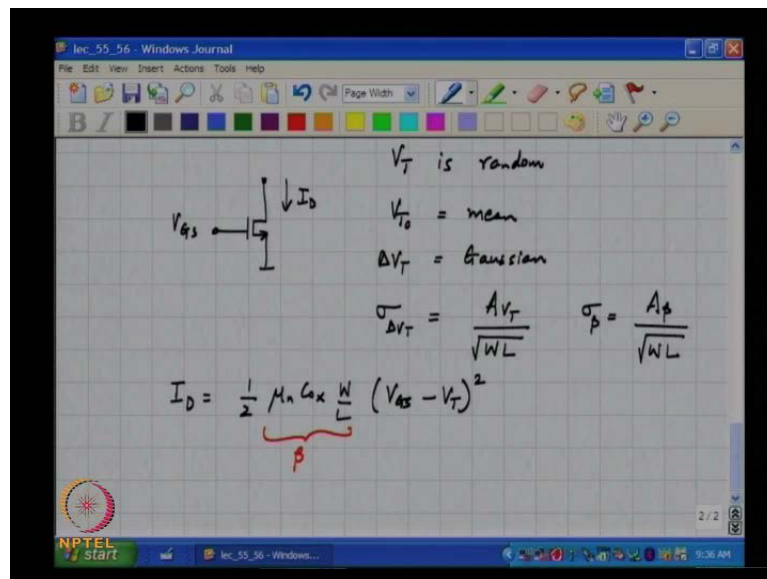 lec_55_56 - Windows Journal
File Edit View Insert Actions Tools Help
Page Width
B I
V_T is random
I_D
V_GS
V_T0 = mean
ΔV_T = Gaussian
σ_ΔV_T = A_V_T / √WL   σ_β = A_β / √WL
I_D = 1/2 μ_n C_ox W/L (V_GS - V_T)^2
β
2/2
NPTEL
start lec_55_56 - Windows... 9:36 AM